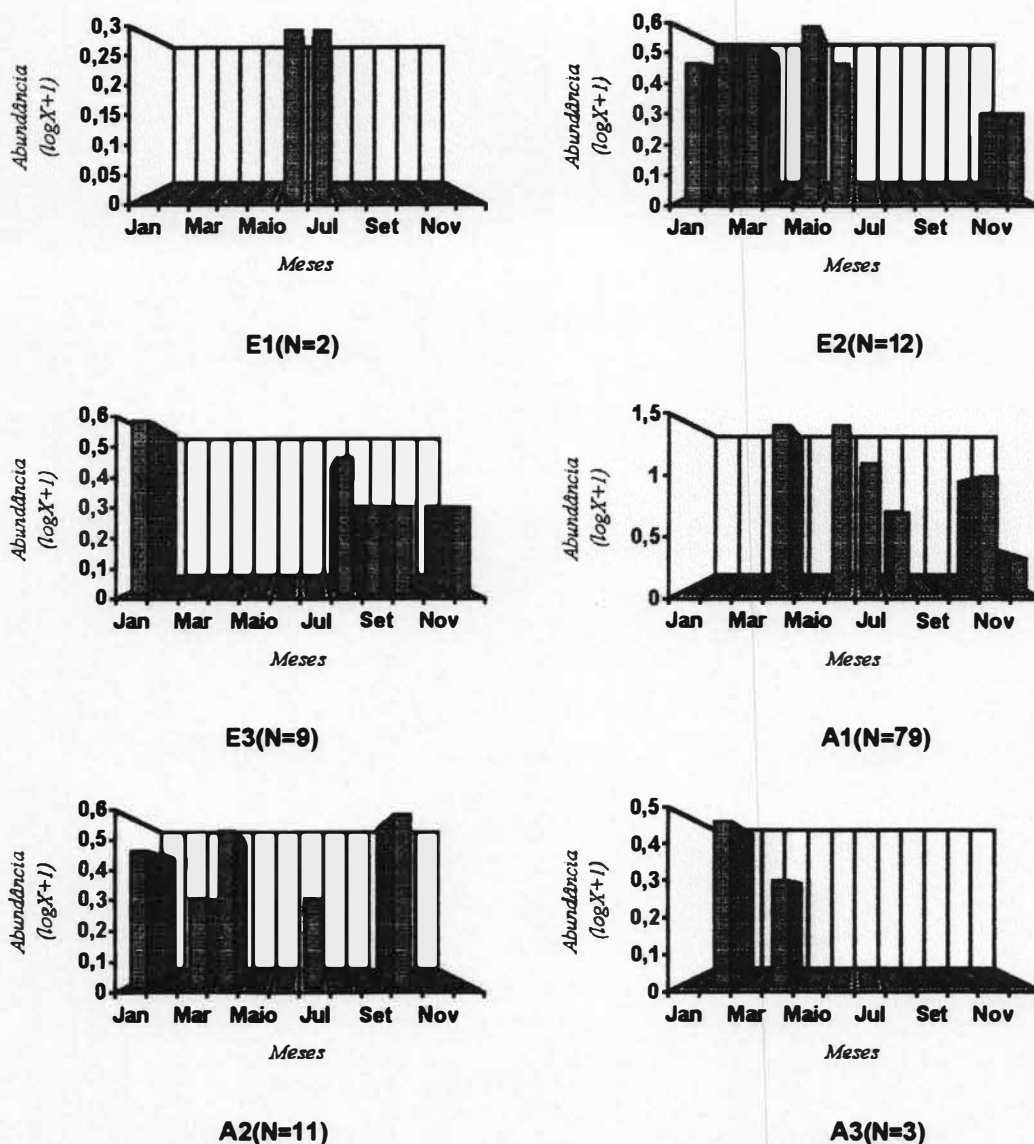 Abundância
(logX+1)
0,3
0,25
0,2
0,15
0,1
0,05
0
Jan Mar Maio Jul Set Nov
Meses
E1(N=2)
Abundância
(logX+1)
0,6
0,5
0,4
0,3
0,2
0,1
0
Jan Mar Maio Jul Set Nov
Meses
E2(N=12)
Abundância
(logX+1)
0,6
0,5
0,4
0,3
0,2
0,1
0
Jan Mar Maio Jul Set Nov
Meses
E3(N=9)
Abundância
(logX+1)
1,5
1
0,5
0
Jan Mar Maio Jul Set Nov
Meses
A1(N=79)
Abundância
(logX+1)
0,6
0,5
0,4
0,3
0,2
0,1
0
Jan Mar Maio Jul Set Nov
Meses
A2(N=11)
Abundância
(logX+1)
0,5
0,4
0,3
0,2
0,1
0
Jan Mar Maio Jul Set Nov
Meses
A3(N=3)